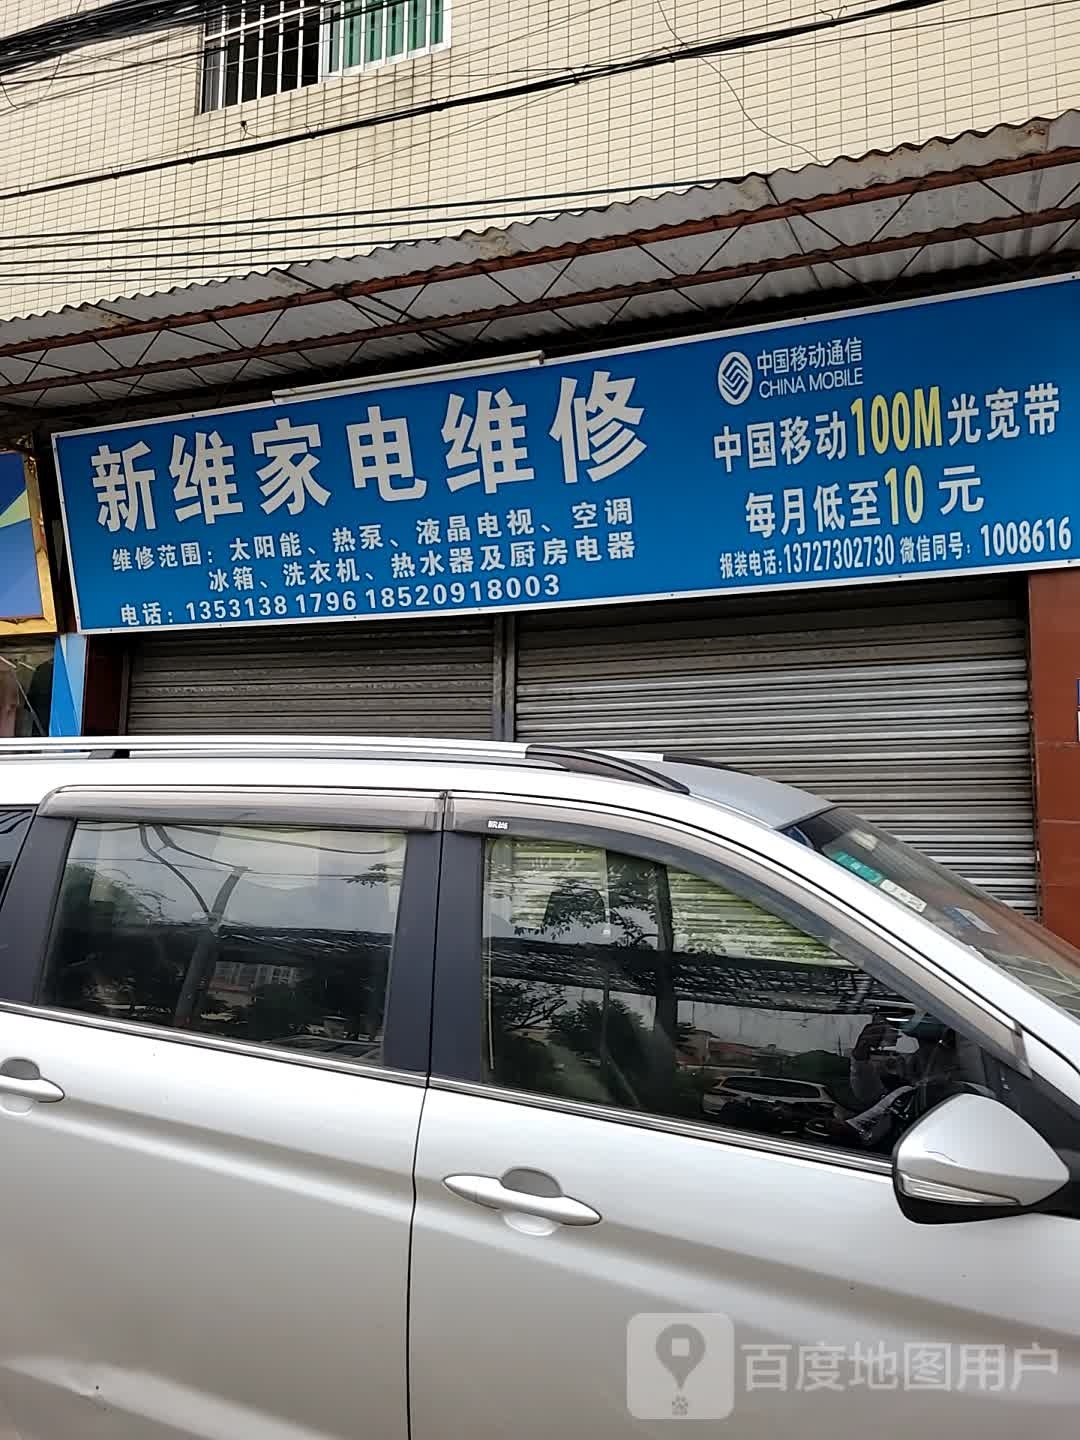 新维家电维修
维修范围：太阳能、热泵、液晶电视、空调
冰箱、洗衣机、热水器及厨房电器
电话：13531381796 18520918003
中国移动通信
CHINA MOBILE
中国移动100M光宽带
每月低至10元
报装电话:13727302730 微信同号：1008616
百度地图用户